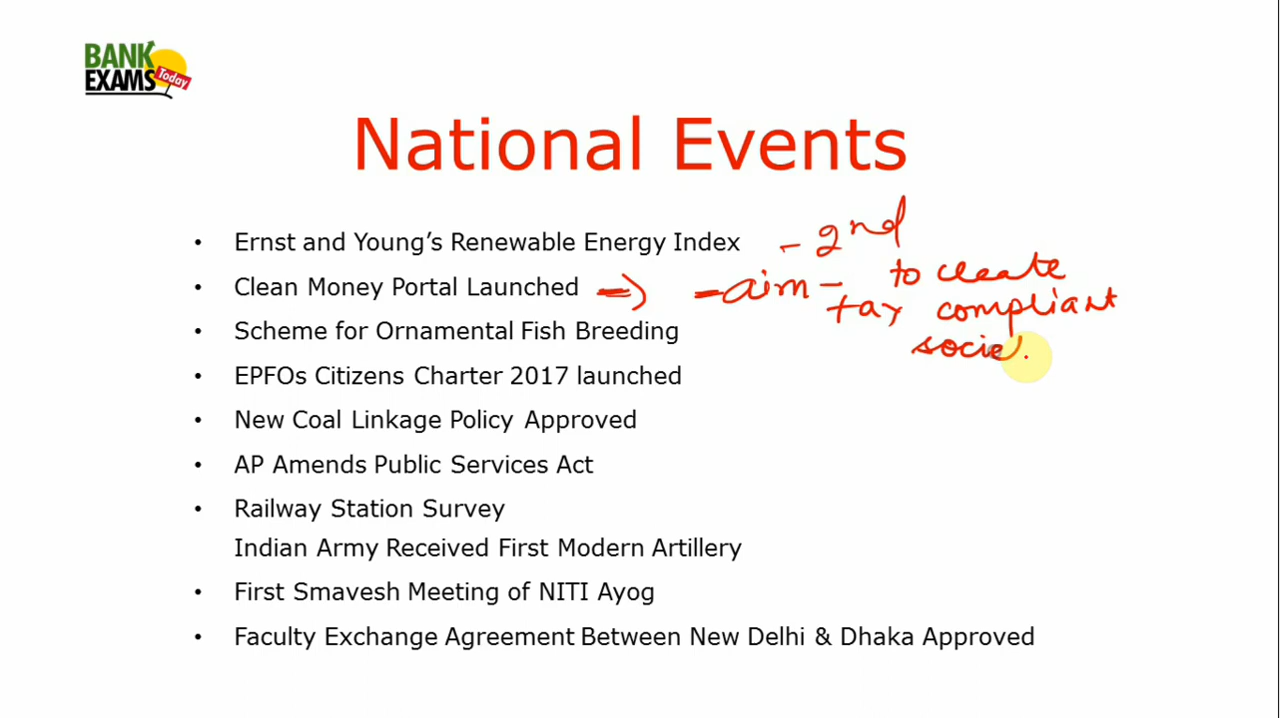 BANK
EXAMS Today
National Events
• Ernst and Young's Renewable Energy Index - 2nd
• Clean Money Portal Launched ⇒ - aim - to create
tax compliant
socie
• Scheme for Ornamental Fish Breeding
• EPFOs Citizens Charter 2017 launched
• New Coal Linkage Policy Approved
• AP Amends Public Services Act
• Railway Station Survey
Indian Army Received First Modern Artillery
• First Smavesh Meeting of NITI Ayog
• Faculty Exchange Agreement Between New Delhi & Dhaka Approved